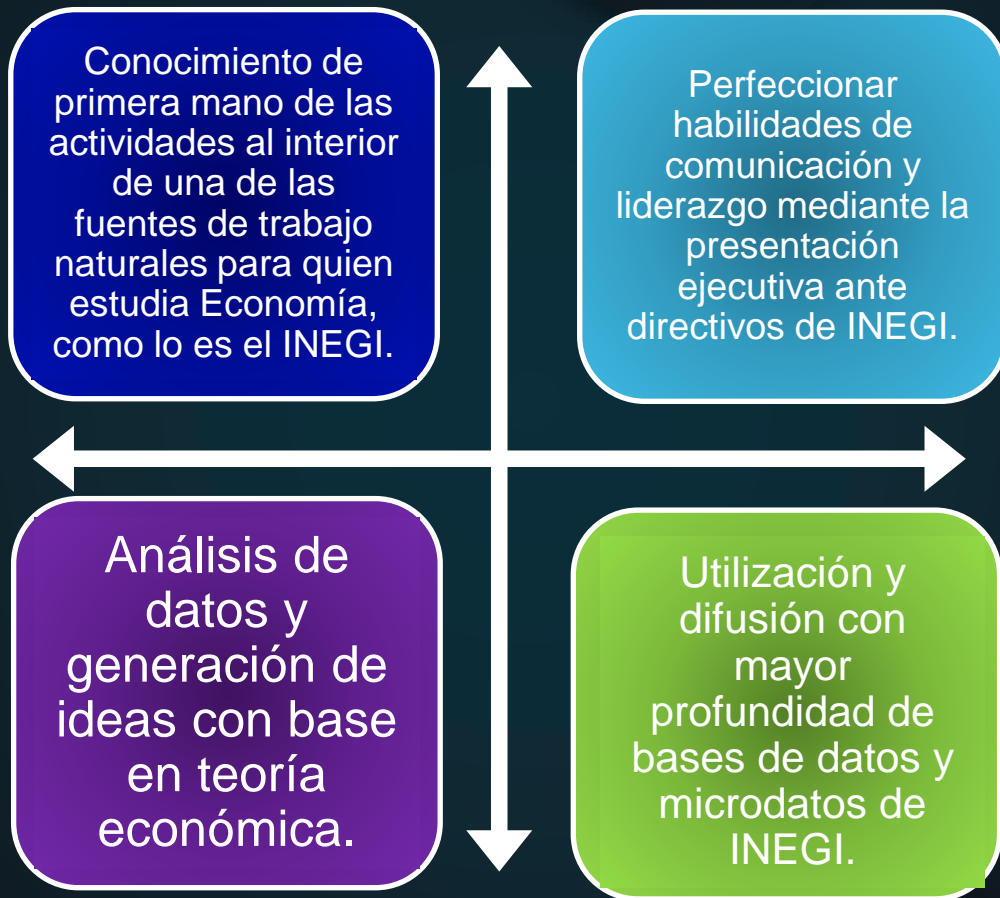 Conocimiento de
primera mano de las
actividades al interior
de una de las
fuentes de trabajo
naturales para quien
estudia Economía,
como lo es el INEGI.
Perfeccionar
habilidades de
comunicación y
liderazgo mediante la
presentación
ejecutiva ante
directivos de INEGI.
Análisis de
datos y
generación de
ideas con base
en teoría
económica.
Utilización y
difusión con
mayor
profundidad de
bases de datos y
microdatos de
INEGI.